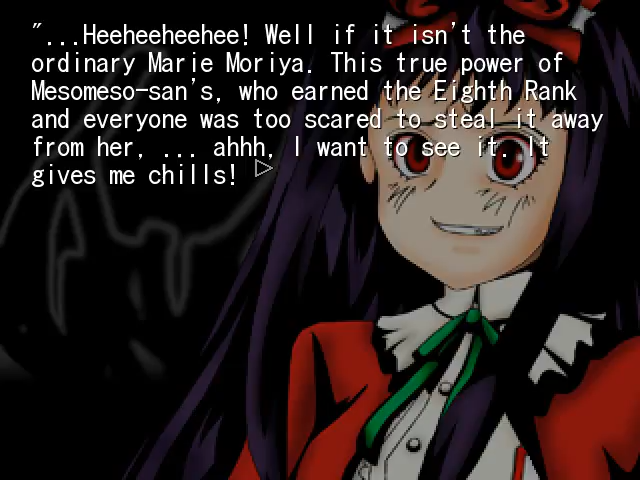 "...Heeheeheehee! Well if it isn't the
ordinary Marie Moriya. This true power of
Mesomeso-san's, who earned the Eighth Rank
and everyone was too scared to steal it away
from her, ... ahhh, I want to see it. It
gives me chills!